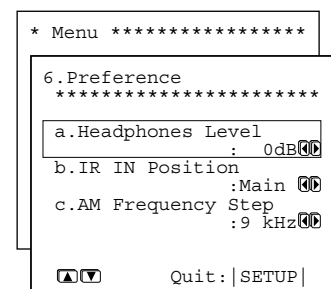 * Menu *****************
6.Preference
***********************
a.Headphones Level
: 0dB
b.IR IN Position
:Main
c.AM Frequency Step
:9 kHz
Quit:|SETUP|